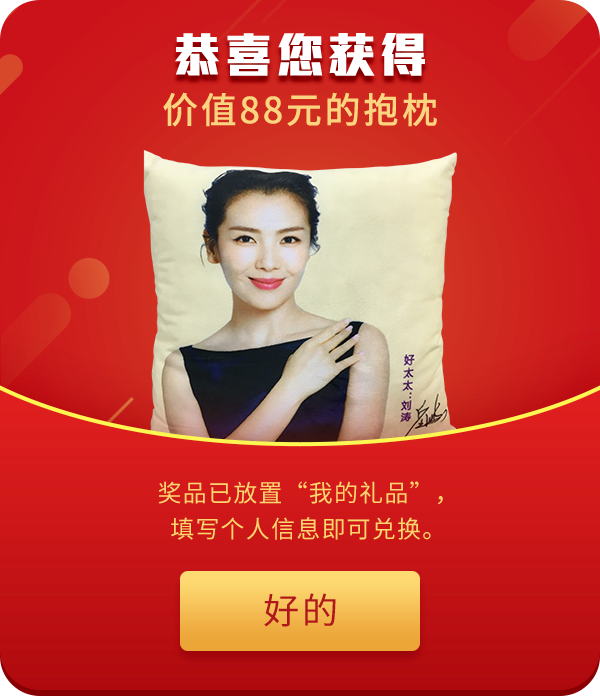 恭喜您获得
价值88元的抱枕
好太太:刘涛
奖品已放置“我的礼品”，
填写个人信息即可兑换。
好的